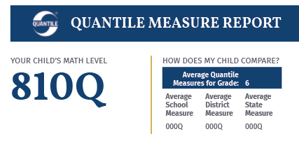 QUANTILE
QUANTILE MEASURE REPORT
YOUR CHILD'S MATH LEVEL
810Q
HOW DOES MY CHILD COMPARE?
Average Quantile
Measures for Grade: 6
Average School Measure
000Q
Average District Measure
000Q
Average State Measure
000Q